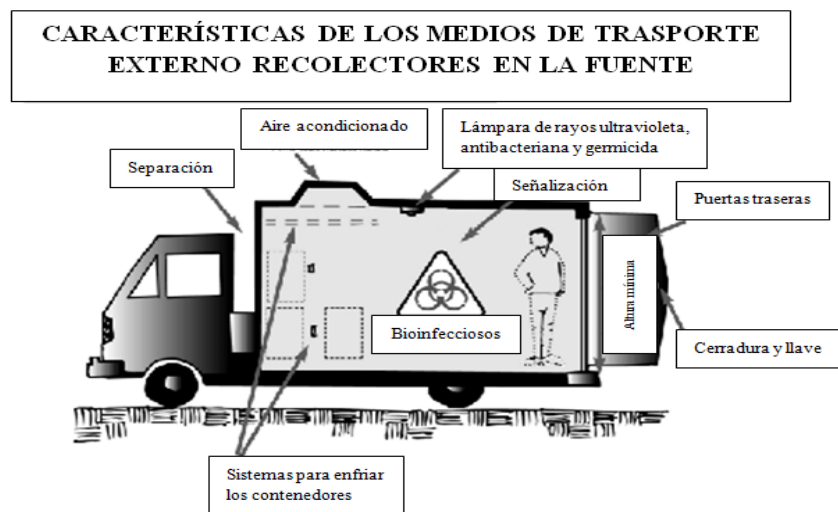 CARACTERÍSTICAS DE LOS MEDIOS DE TRASPORTE
EXTERNO RECOLECTORES EN LA FUENTE
Aire acondicionado
Lámpara de rayos ultravioleta,
antibacteriana y germicida
Separación
Señalización
Puertas traseras
Altura mínima
Bioinfecciosos
Cerradura y llave
Sistemas para enfriar
los contenedores